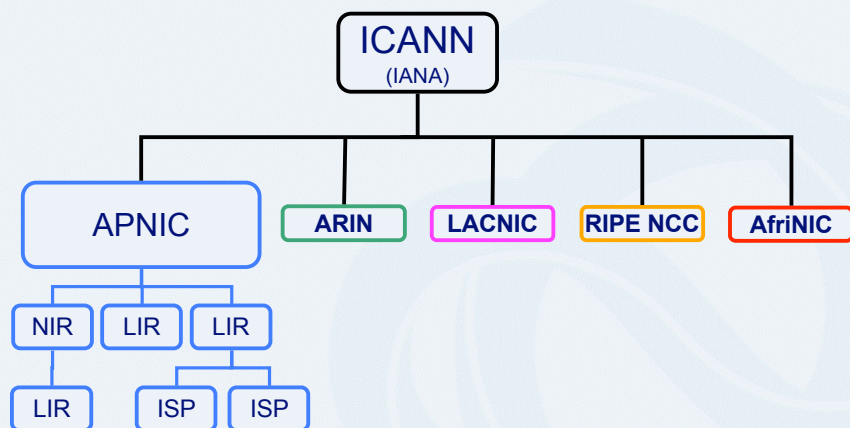 ICANN
(IANA)
APNIC
ARIN
LACNIC
RIPE NCC
AfriNIC
NIR
LIR
LIR
LIR
ISP
ISP